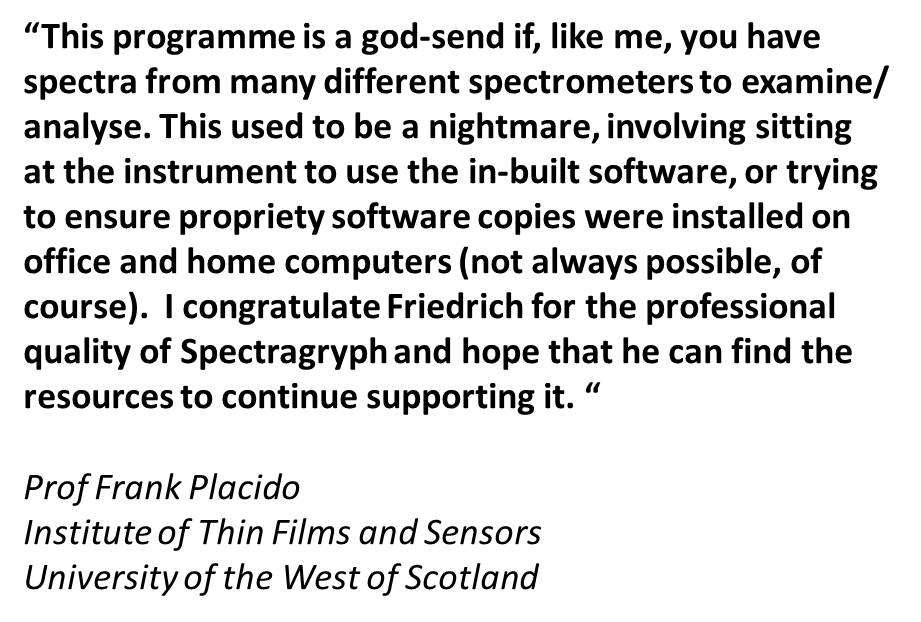 “This programme is a god-send if, like me, you have
spectra from many different spectrometers to examine/
analyse. This used to be a nightmare, involving sitting
at the instrument to use the in-built software, or trying
to ensure propriety software copies were installed on
office and home computers (not always possible, of
course).  I congratulate Friedrich for the professional
quality of Spectragryph and hope that he can find the
resources to continue supporting it. “
Prof Frank Placido
Institute of Thin Films and Sensors
University of the West of Scotland